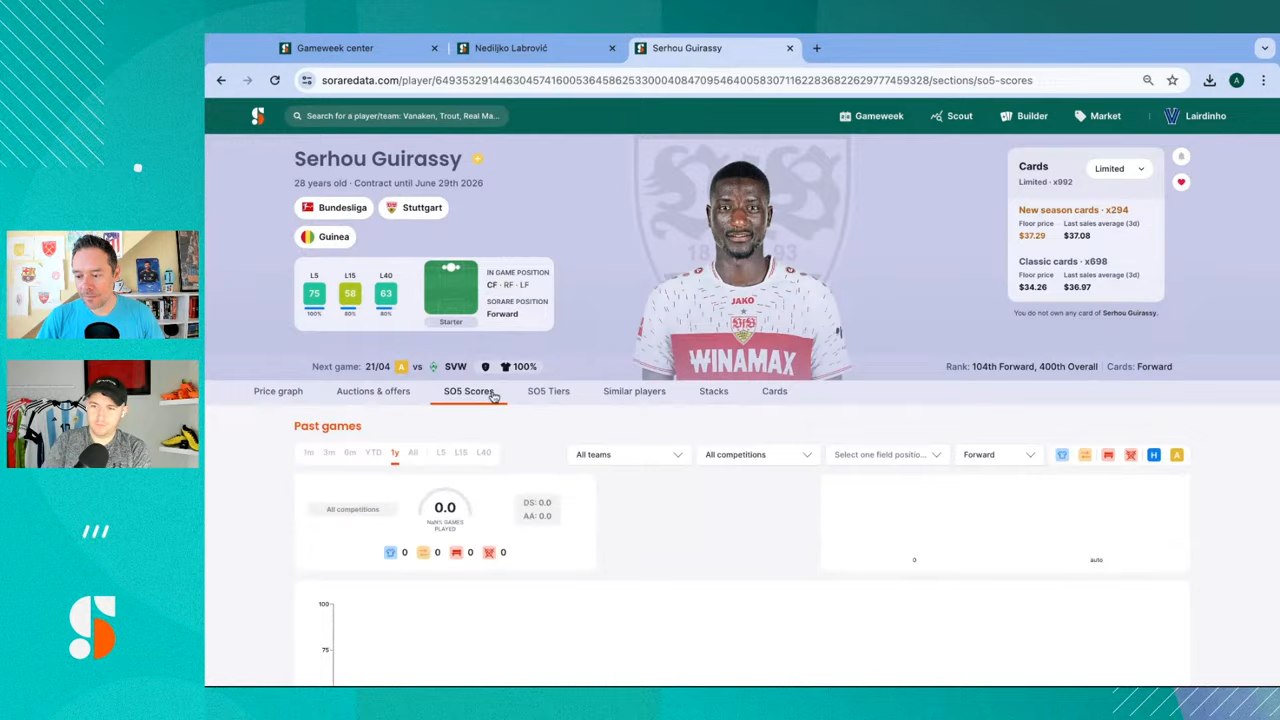 Gameweek center
Nediljko Labrović
Serhou Guirassy
soraredata.com/player/64935329144630457416005364586253300040847095464005830711622836822629777459328/sections/so5-scores
Search for a player/team: Vanaken, Trout, Real Ma...
Gameweek
Scout
Builder
Market
Lairdinho
Serhou Guirassy
28 years old · Contract until June 29th 2026
Bundesliga
Stuttgart
Guinea
L5
L15
L40
75
58
63
100%
80%
80%
Starter
IN GAME POSITION
CF · RF · LF
SORARE POSITION
Forward
JAKO
WINAMAX
Cards
Limited
Limited · x992
New season cards · x294
Floor price
Last sales average (3d)
$37.29
$37.08
Classic cards · x698
Floor price
Last sales average (3d)
$34.26
$36.97
You do not own any card of Serhou Guirassy.
Next game: 21/04 A vs SVW 100%
Rank: 104th Forward, 400th Overall | Cards: Forward
Price graph
Auctions & offers
SO5 Scores
SO5 Tiers
Similar players
Stacks
Cards
Past games
1m 3m 6m YTD 1y All L5 L15 L40
All teams
All competitions
Select one field positio...
Forward
H
A
All competitions
0.0
NaN% GAMES
PLAYED
DS: 0.0
AA: 0.0
0 0 0 0
0
auto
100
75